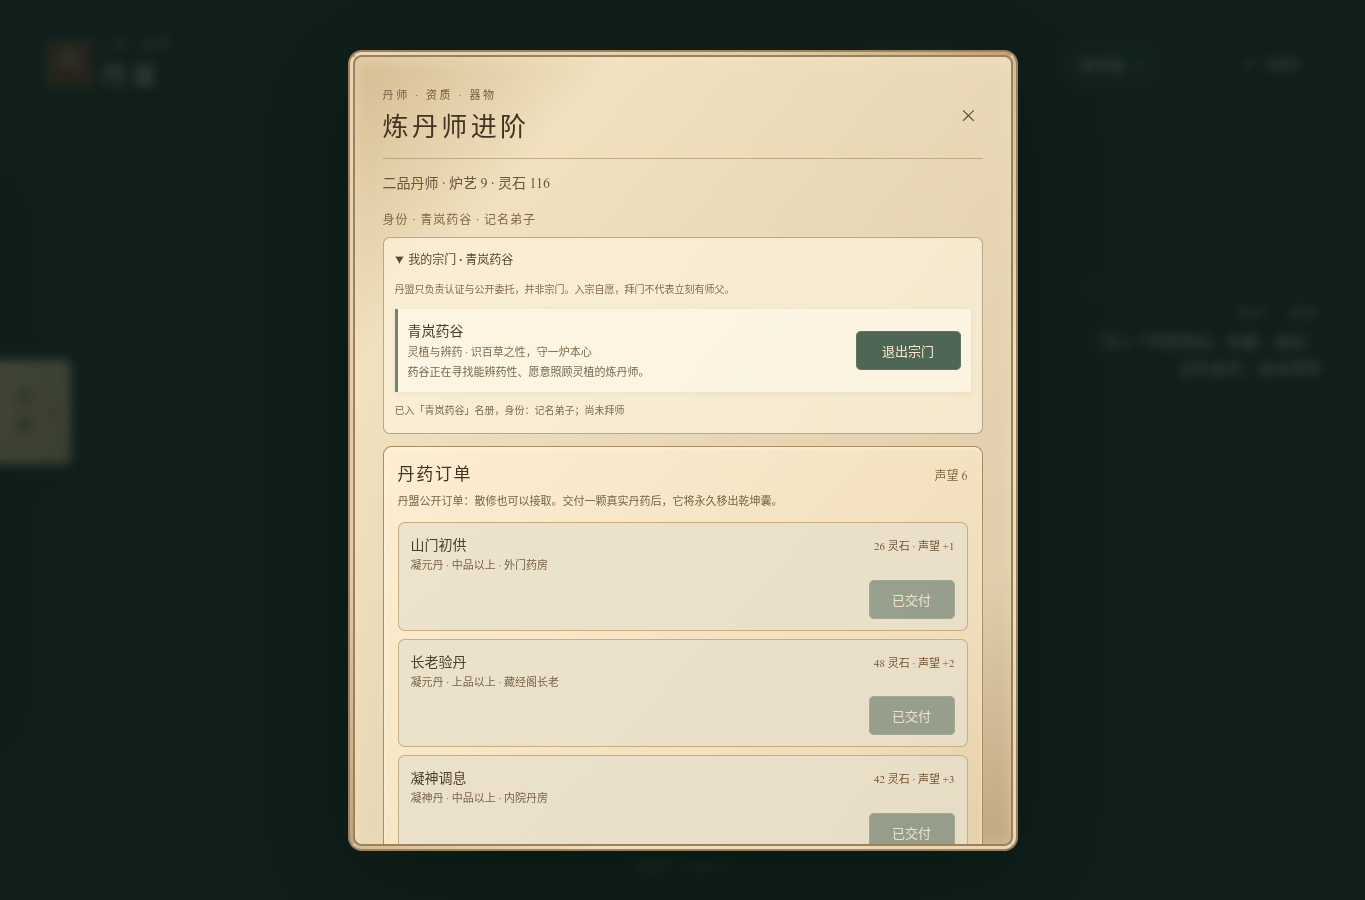 丹师 · 资质 · 器物
炼丹师进阶
×
二品丹师 · 炉艺 9 · 灵石 116
身份 · 青岚药谷 · 记名弟子
▼ 我的宗门 · 青岚药谷
丹盟只负责认证与公开委托，并非宗门。入宗自愿，拜门不代表立刻有师父。
青岚药谷
灵植与辨药 · 识百草之性，守一炉本心
药谷正在寻找能辨药性、愿意照顾灵植的炼丹师。
退出宗门
已入「青岚药谷」名册，身份：记名弟子；尚未拜师
丹药订单
声望 6
丹盟公开订单：散修也可以接取。交付一颗真实丹药后，它将永久移出乾坤囊。
山门初供
26 灵石 · 声望 +1
凝元丹 · 中品以上 · 外门药房
已交付
长老验丹
48 灵石 · 声望 +2
凝元丹 · 上品以上 · 藏经阁长老
已交付
凝神调息
42 灵石 · 声望 +3
凝神丹 · 中品以上 · 内院丹房
已交付